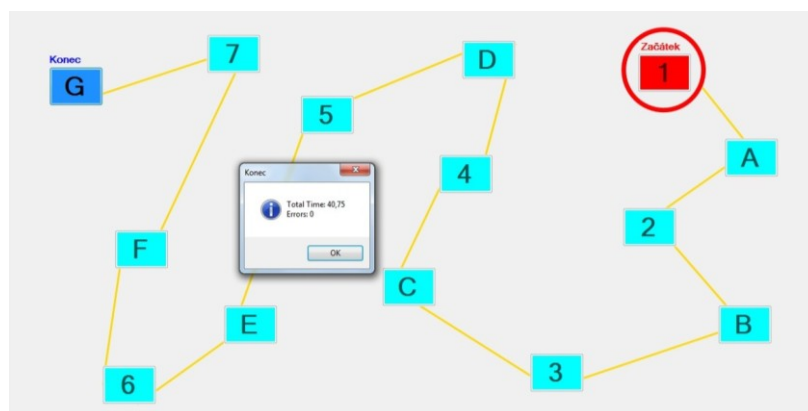 Konec
G
7
D
Začátek
1
5
A
4
Konec
Total Time: 40,75
Errors: 0
OK
2
F
C
E
B
3
6